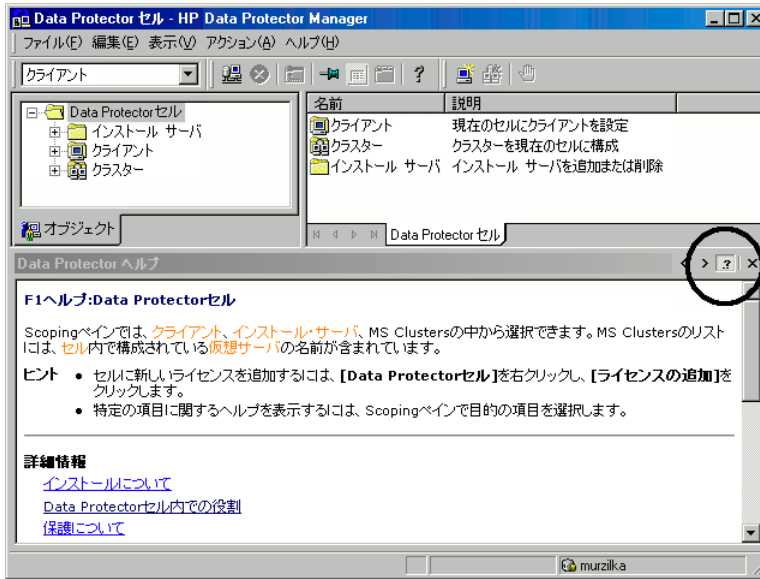 Data Protector セル - HP Data Protector Manager
ファイル(F) 編集(E) 表示(V) アクション(A) ヘルプ(H)
クライアント
Data Protectorセル
インストール サーバ
クライアント
クラスター
オブジェクト
名前 説明
クライアント 現在のセルにクライアントを設定
クラスター クラスターを現在のセルに構成
インストール サーバ インストール サーバを追加または削除
Data Protector セル
Data Protector ヘルプ
F1ヘルプ:Data Protectorセル
Scopingペインでは、クライアント、インストール・サーバ、MS Clustersの中から選択できます。MS Clustersのリスト
には、セル内で構成されている仮想サーバの名前が含まれています。
ヒント • セルに新しいライセンスを追加するには、[Data Protectorセル]を右クリックし、[ライセンスの追加]を
クリックします。
• 特定の項目に関するヘルプを表示するには、Scopingペインで目的の項目を選択します。
詳細情報
インストールについて
Data Protectorセル内での役割
保護について
murzilka